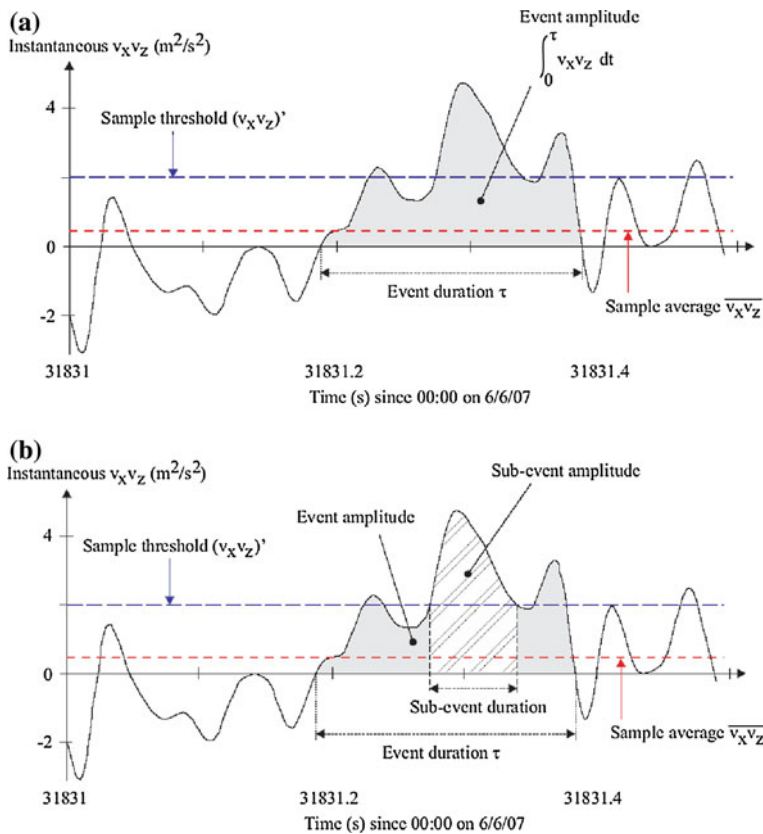 (a)
Event amplitude
Instantaneous vxvz (m²/s²)
∫0τ vxvz dt
4
Sample threshold (vxvz)'
0
Event duration τ
-2
Sample average v̅x̅v̅z̅
31831
31831.2
31831.4
Time (s) since 00:00 on 6/6/07
(b)
Instantaneous vxvz (m²/s²)
Sub-event amplitude
Event amplitude
4
Sample threshold (vxvz)'
0
Sub-event duration
Sample average v̅x̅v̅z̅
-2
Event duration τ
31831
31831.2
31831.4
Time (s) since 00:00 on 6/6/07